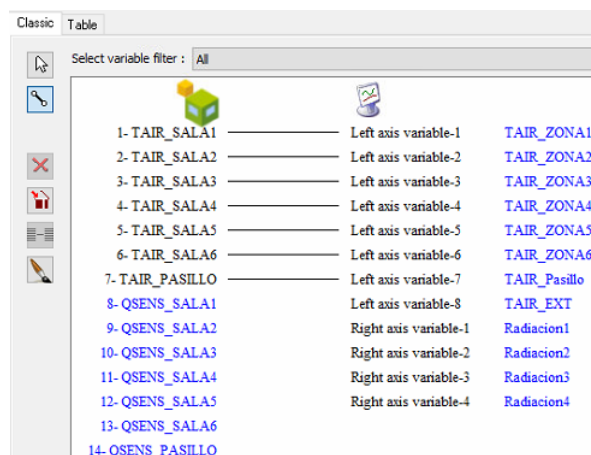 Classic Table
Select variable filter : All
1- TAIR_SALA1 Left axis variable-1 TAIR_ZONA1
2- TAIR_SALA2 Left axis variable-2 TAIR_ZONA2
3- TAIR_SALA3 Left axis variable-3 TAIR_ZONA3
4- TAIR_SALA4 Left axis variable-4 TAIR_ZONA4
5- TAIR_SALA5 Left axis variable-5 TAIR_ZONA5
6- TAIR_SALA6 Left axis variable-6 TAIR_ZONA6
7- TAIR_PASILLO Left axis variable-7 TAIR_Pasillo
8- QSENS_SALA1 Left axis variable-8 TAIR_EXT
9- QSENS_SALA2 Right axis variable-1 Radiacion1
10- QSENS_SALA3 Right axis variable-2 Radiacion2
11- QSENS_SALA4 Right axis variable-3 Radiacion3
12- QSENS_SALA5 Right axis variable-4 Radiacion4
13- QSENS_SALA6
14- QSENS_PASILLO